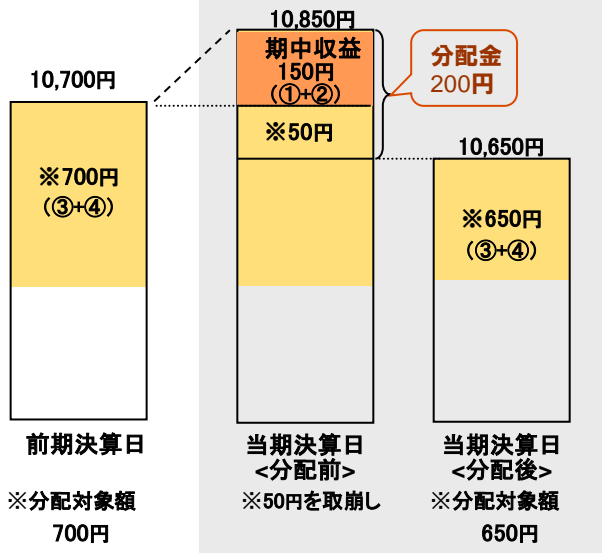 10,850円
期中収益
150円
(①+②)
分配金
200円
10,700円
※50円
10,650円
※700円
(③+④)
※650円
(③+④)
前期決算日
当期決算日
<分配前>
当期決算日
<分配後>
※分配対象額
700円
※50円を取崩し
※分配対象額
650円